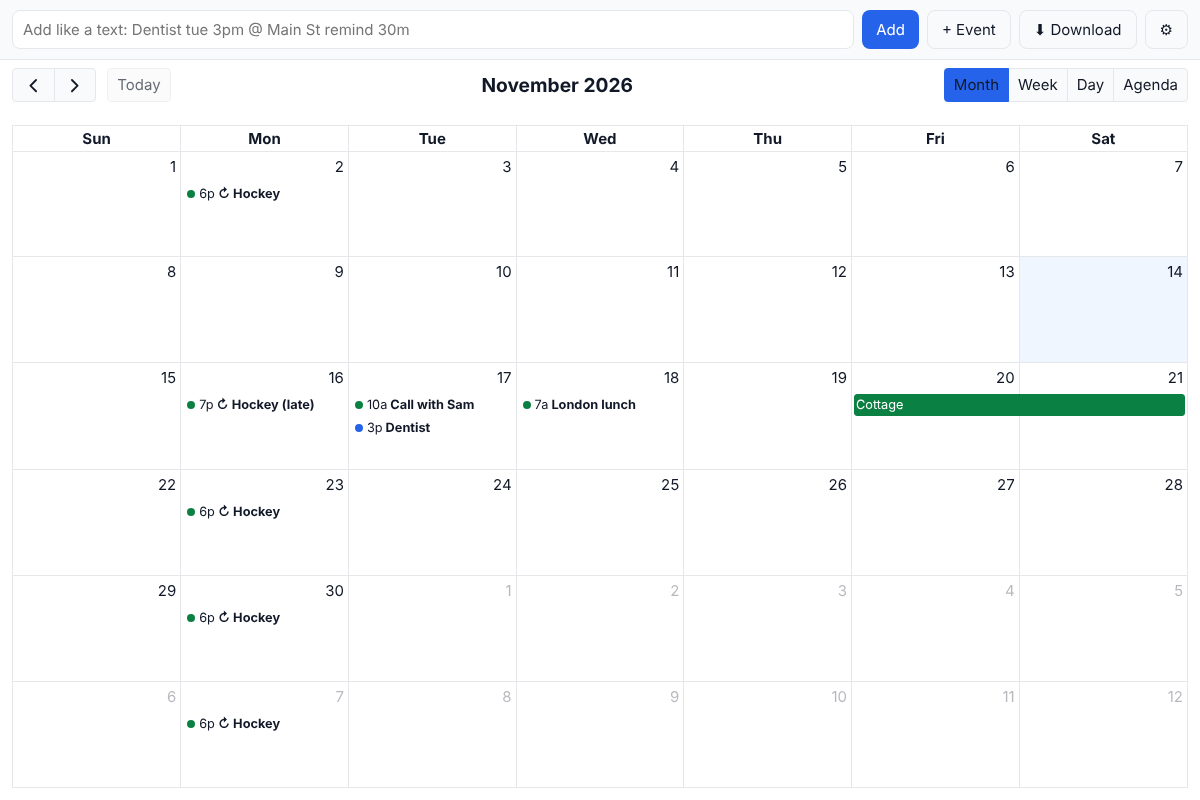 Add like a text: Dentist tue 3pm @ Main St remind 30m
Add
+ Event
⬇ Download
⚙
Today
November 2026
Month Week Day Agenda
Sun Mon Tue Wed Thu Fri Sat
1 2 3 4 5 6 7
6p ↻ Hockey
8 9 10 11 12 13 14
15 16 17 18 19 20 21
7p ↻ Hockey (late)
10a Call with Sam
3p Dentist
7a London lunch
Cottage
22 23 24 25 26 27 28
6p ↻ Hockey
29 30 1 2 3 4 5
6p ↻ Hockey
6 7 8 9 10 11 12
6p ↻ Hockey